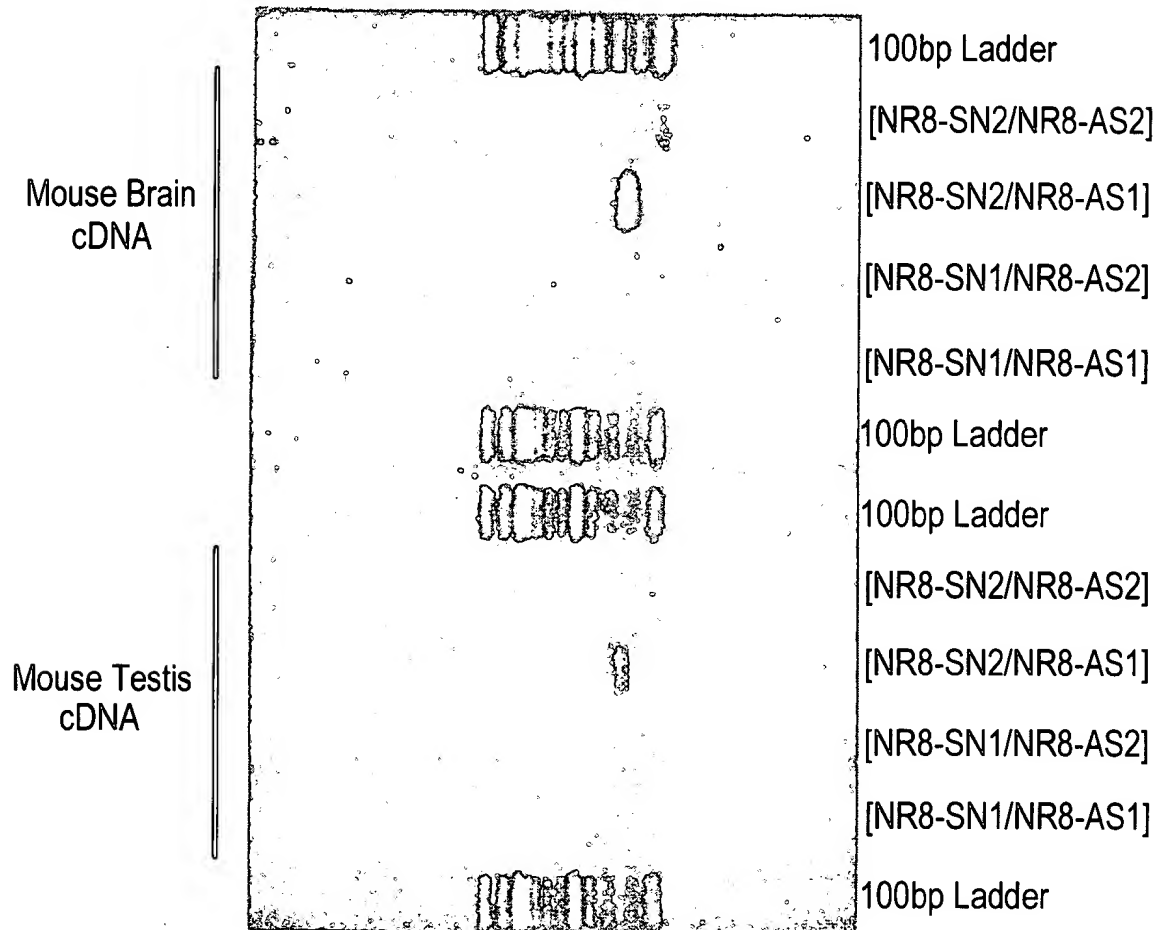 100bp Ladder
[NR8-SN2/NR8-AS2]
[NR8-SN2/NR8-AS1]
[NR8-SN1/NR8-AS2]
[NR8-SN1/NR8-AS1]
100bp Ladder
100bp Ladder
[NR8-SN2/NR8-AS2]
[NR8-SN2/NR8-AS1]
[NR8-SN1/NR8-AS2]
[NR8-SN1/NR8-AS1]
100bp Ladder
Mouse Brain
cDNA
Mouse Testis
cDNA